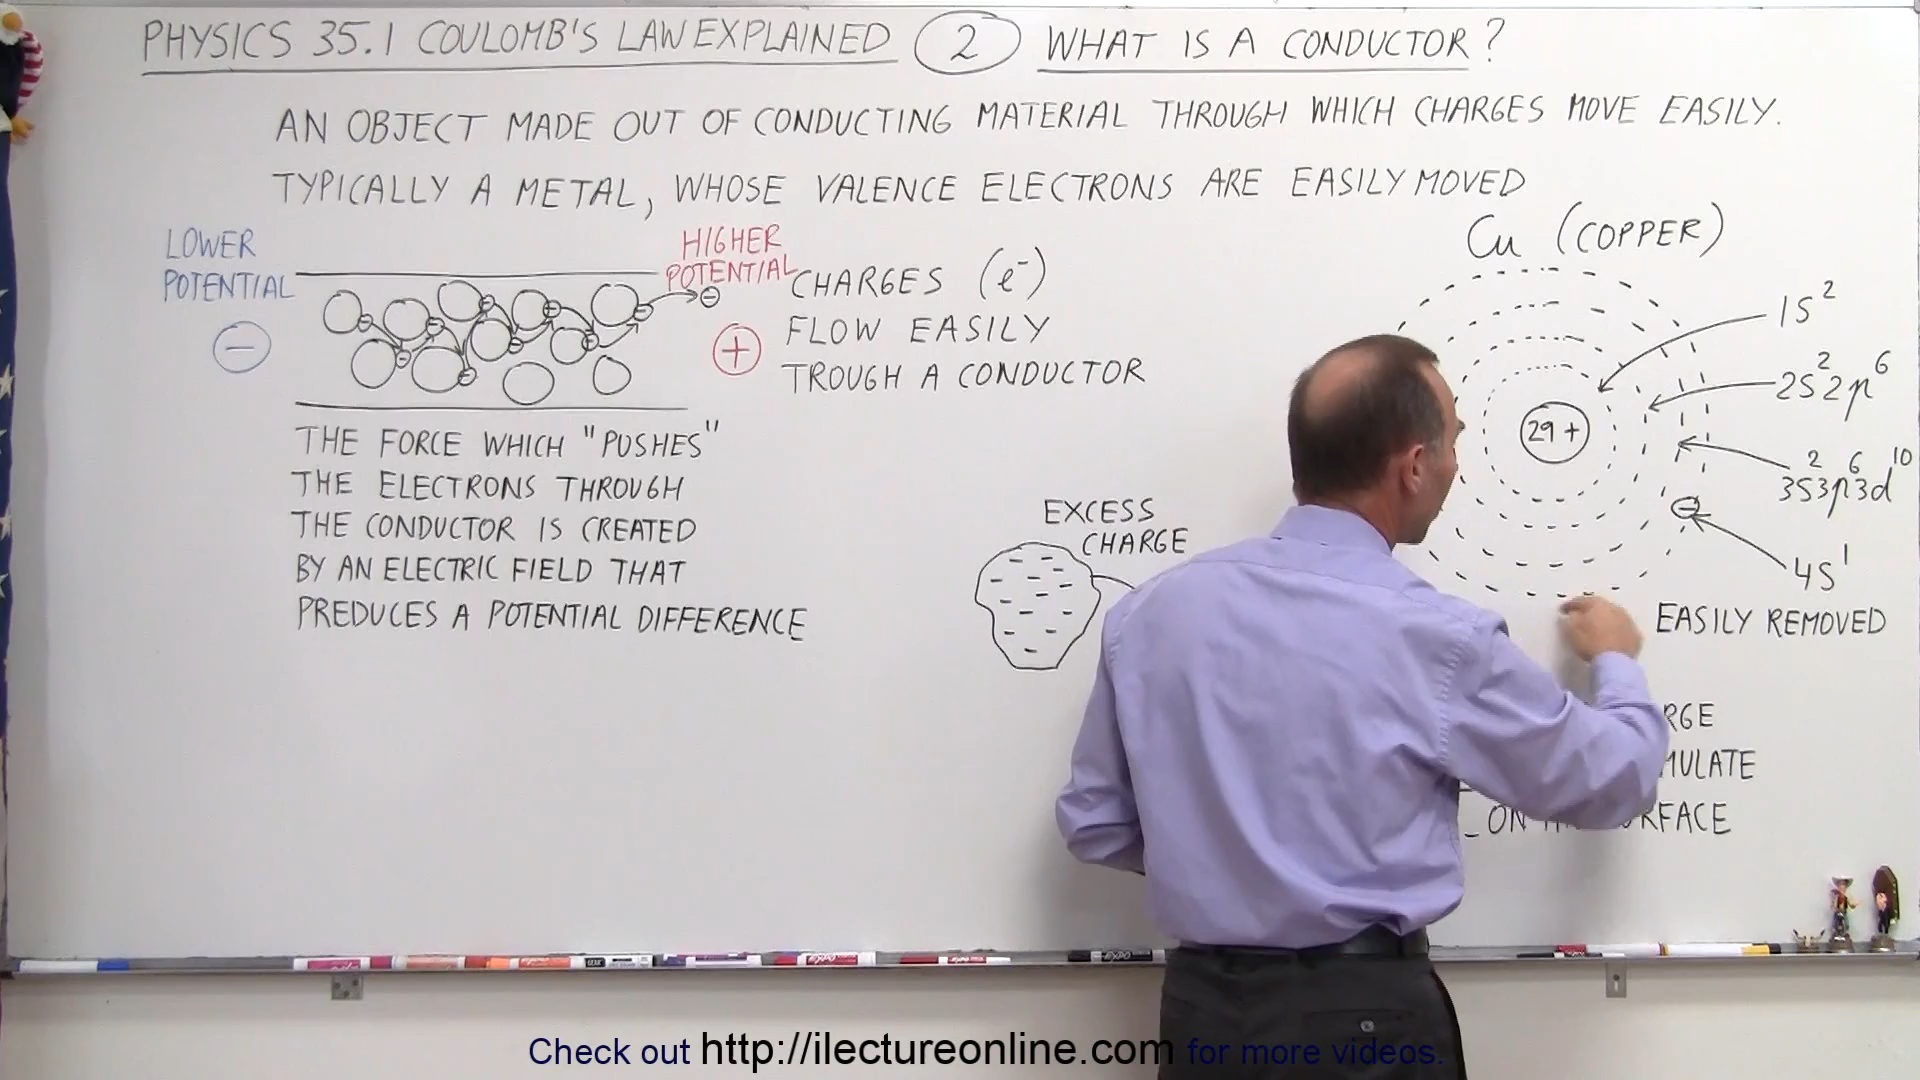 PHYSICS 35.1 COULOMB'S LAW EXPLAINED 2 WHAT IS A CONDUCTOR?
AN OBJECT MADE OUT OF CONDUCTING MATERIAL THROUGH WHICH CHARGES MOVE EASILY.
TYPICALLY A METAL, WHOSE VALENCE ELECTRONS ARE EASILY MOVED
LOWER
POTENTIAL
−
HIGHER
POTENTIAL
+
CHARGES (e⁻)
FLOW EASILY
TROUGH A CONDUCTOR
THE FORCE WHICH "PUSHES"
THE ELECTRONS THROUGH
THE CONDUCTOR IS CREATED
BY AN ELECTRIC FIELD THAT
PREDUCES A POTENTIAL DIFFERENCE
EXCESS
CHARGE
Cu (COPPER)
29+
1S²
2S²2p⁶
3S²3p⁶3d¹⁰
4S¹
EASILY REMOVED
ON
Check out http://ilectureonline.com for more videos.